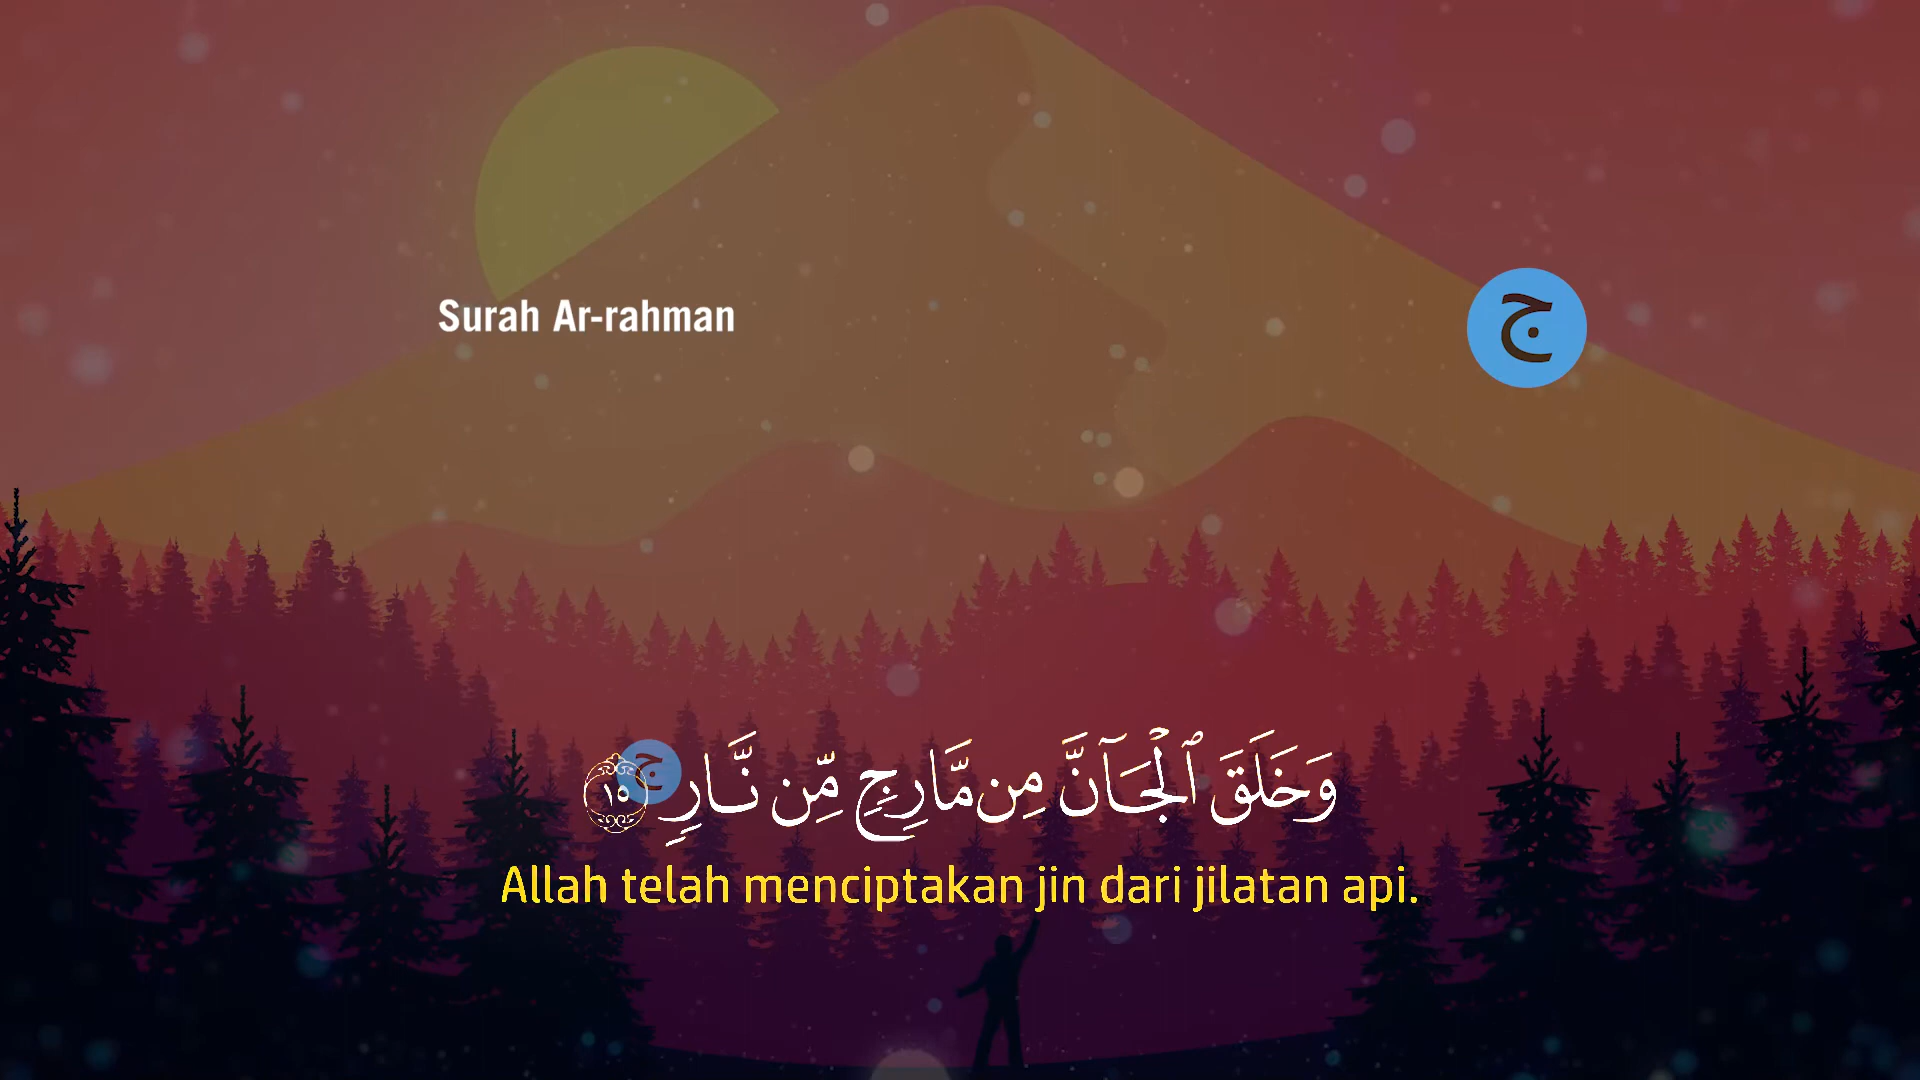 Surah Ar-rahman
ج
وَخَلَقَ ٱلْجَآنَّ مِن مَّارِجٍ مِّن نَّارٍ ١٥ ج
Allah telah menciptakan jin dari jilatan api.